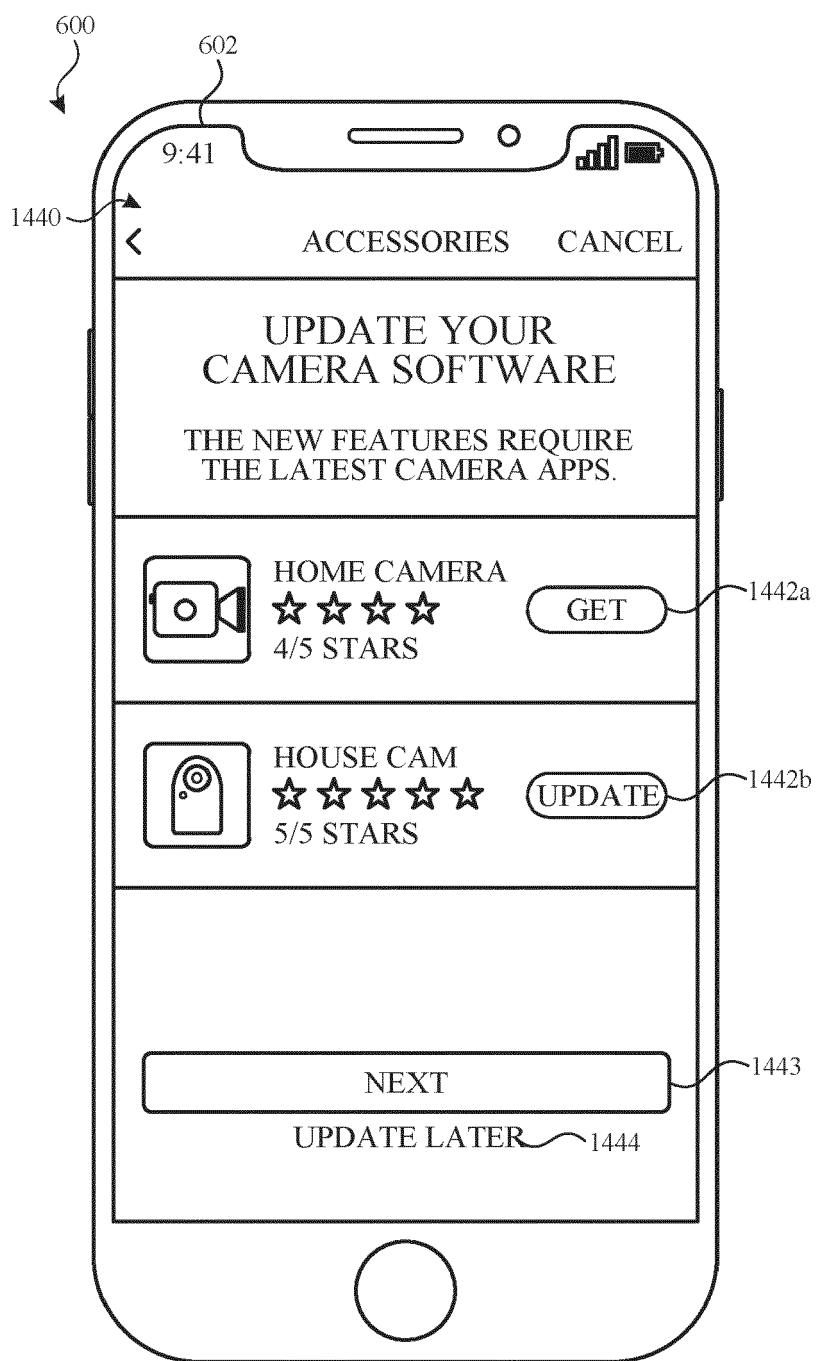 600
602
9:41
1440
ACCESSORIES CANCEL
UPDATE YOUR
CAMERA SOFTWARE
THE NEW FEATURES REQUIRE
THE LATEST CAMERA APPS.
HOME CAMERA
4/5 STARS
GET
1442a
HOUSE CAM
5/5 STARS
UPDATE
1442b
NEXT
1443
UPDATE LATER
1444